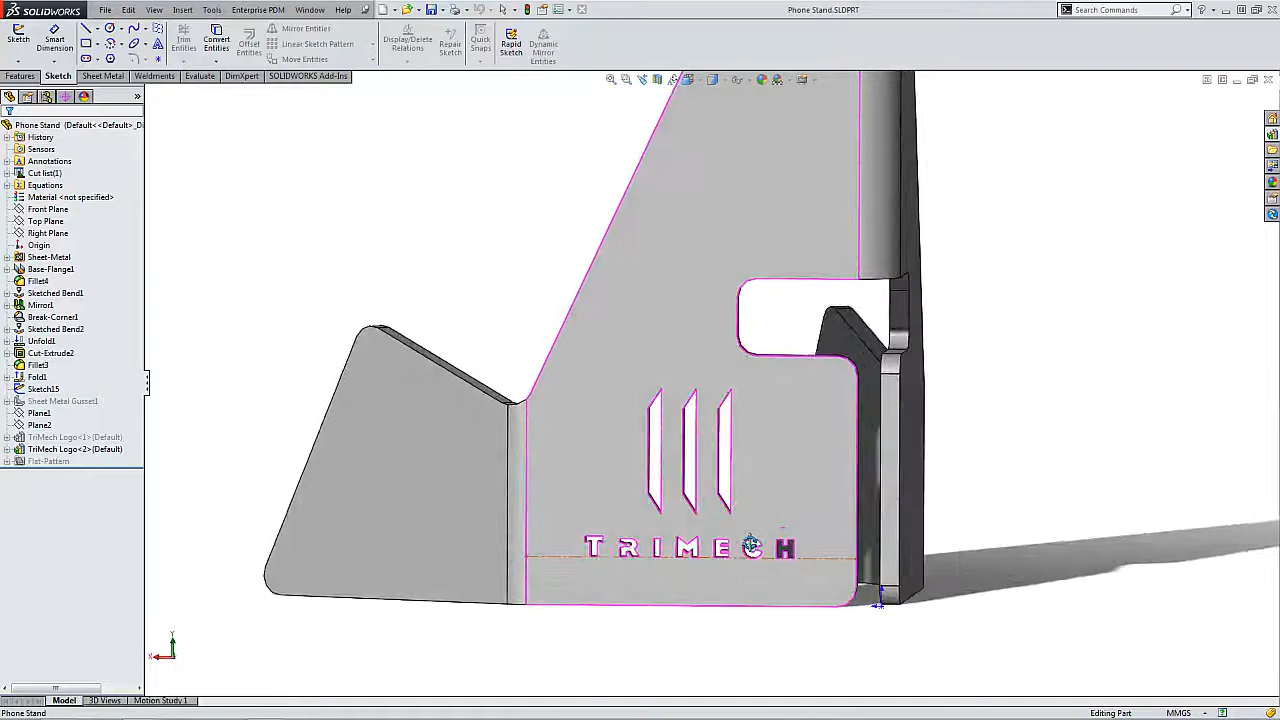 SOLIDWORKS File Edit View Insert Tools Enterprise PDM Window Help Phone Stand.SLDPRT Search Commands
Sketch Smart Dimension Trim Entities Convert Entities Offset Entities Mirror Entities Linear Sketch Pattern Move Entities Display/Delete Relations Repair Sketch Quick Snaps Rapid Sketch Dynamic Mirror Entities
Features Sketch Sheet Metal Weldments Evaluate DimXpert SOLIDWORKS Add-Ins
Phone Stand (Default<<Default>_Di
History
Sensors
Annotations
Cut list(1)
Equations
Material <not specified>
Front Plane
Top Plane
Right Plane
Origin
Sheet-Metal
Base-Flange1
Fillet4
Sketched Bend1
Mirror1
Break-Corner1
Sketched Bend2
Unfold1
Cut-Extrude2
Fillet3
Fold1
Sketch15
Sheet Metal Gusset1
Plane1
Plane2
TriMech Logo<1>(Default)
TriMech Logo<2>(Default)
Flat-Pattern
TRIMECH
Y
X
Model 3D Views Motion Study 1
Phone Stand Editing Part MMGS